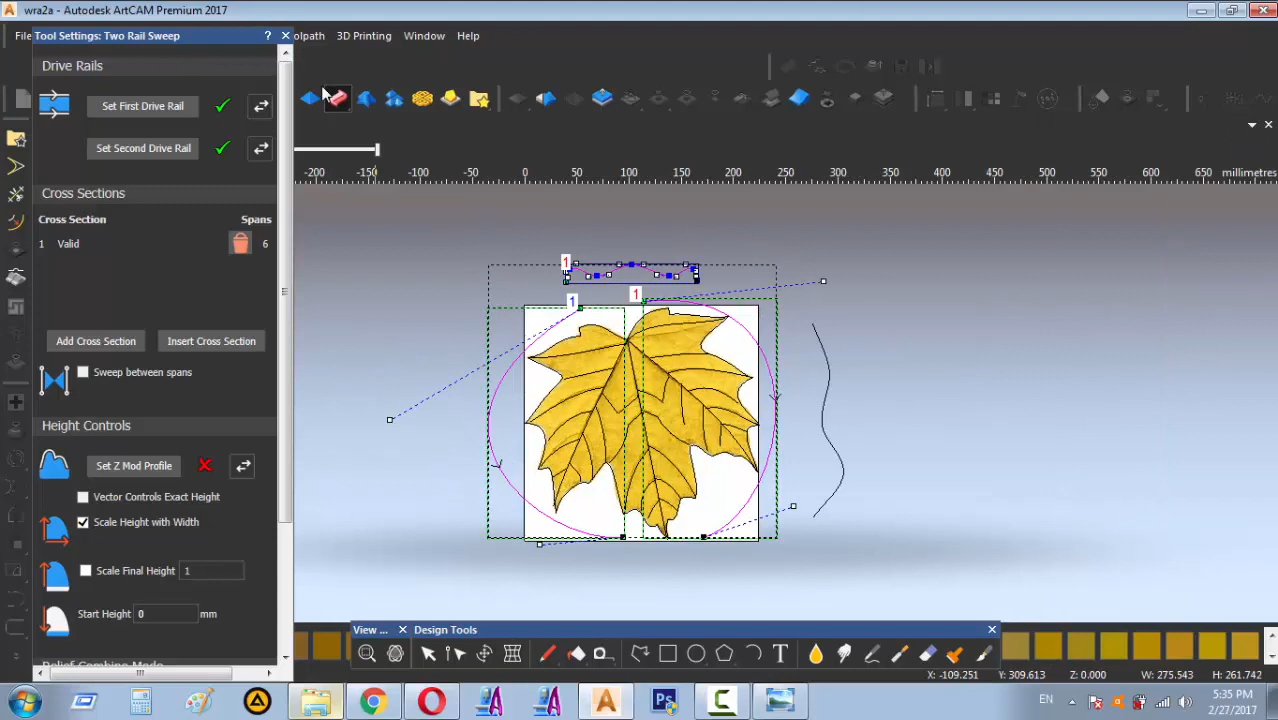 wra2a - Autodesk ArtCAM Premium 2017
Tool Settings: Two Rail Sweep
3D Printing
Window
Help
Drive Rails
Set First Drive Rail
Set Second Drive Rail
-200
-100
-50
0
50
100
150
200
250
300
350
400
450
500
550
600
650
millimetres
Cross Sections
Cross Section
Spans
1 Valid
6
1
1
1
Add Cross Section
Insert Cross Section
Sweep between spans
Height Controls
Set Z Mod Profile
Vector Controls Exact Height
Scale Height with Width
Scale Final Height
1
Start Height
0
mm
Relief Combine Mode
View ...
Design Tools
X: -109.251
Y: 309.613
Z: 0.000
W: 275.543
H: 261.742
EN
5:35 PM
2/27/2017